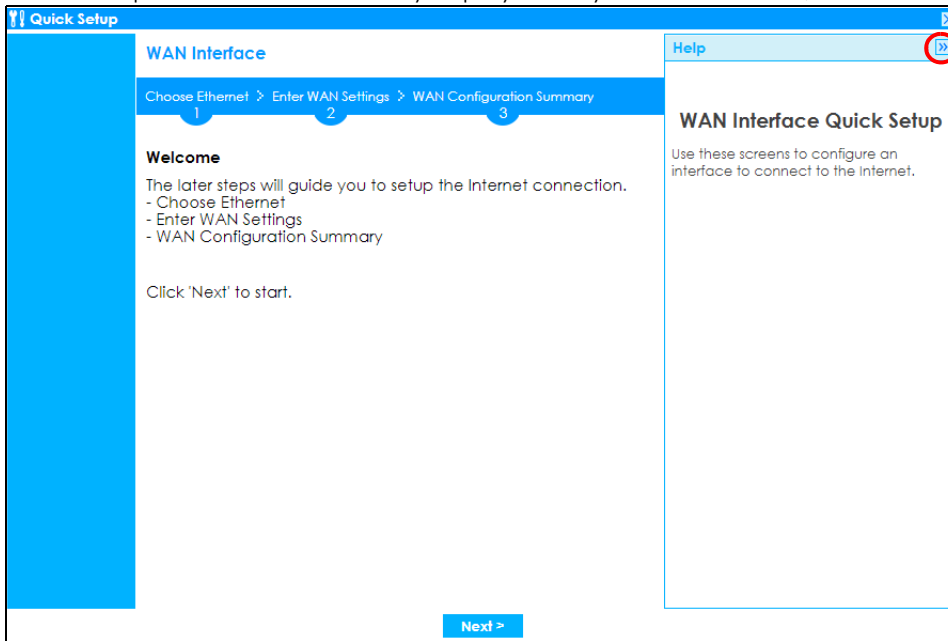 Quick Setup
WAN Interface
Choose Ethernet > Enter WAN Settings > WAN Configuration Summary
1 2 3
Welcome
The later steps will guide you to setup the Internet connection.
- Choose Ethernet
- Enter WAN Settings
- WAN Configuration Summary
Click 'Next' to start.
Help »
WAN Interface Quick Setup
Use these screens to configure an
interface to connect to the Internet.
Next >